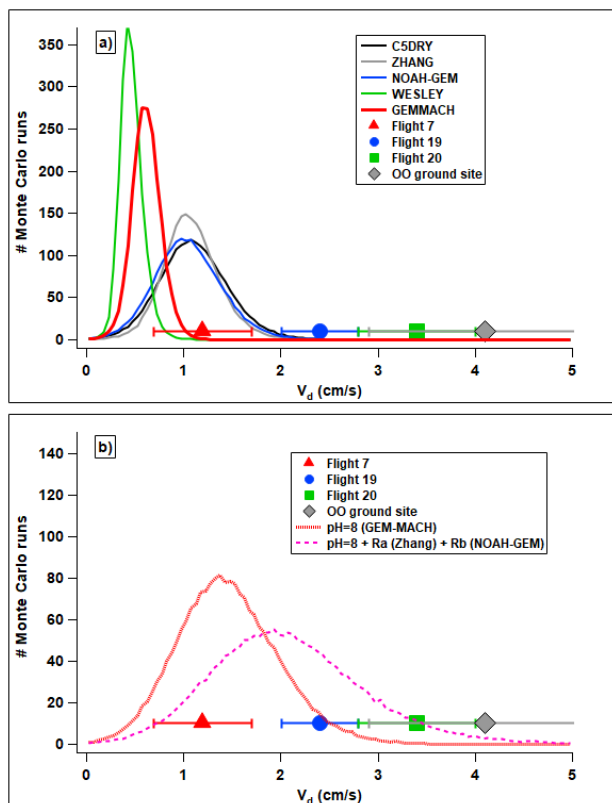 a)
350
300
250
200
150
100
50
0
# Monte Carlo runs
C5DRY
ZHANG
NOAH-GEM
WESLEY
GEMMACH
Flight 7
Flight 19
Flight 20
OO ground site
0 1 2 3 4 5
Vd (cm/s)
b)
140
120
100
80
60
40
20
0
# Monte Carlo runs
Flight 7
Flight 19
Flight 20
OO ground site
pH=8 (GEM-MACH)
pH=8 + Ra (Zhang) + Rb (NOAH-GEM)
0 1 2 3 4 5
Vd (cm/s)